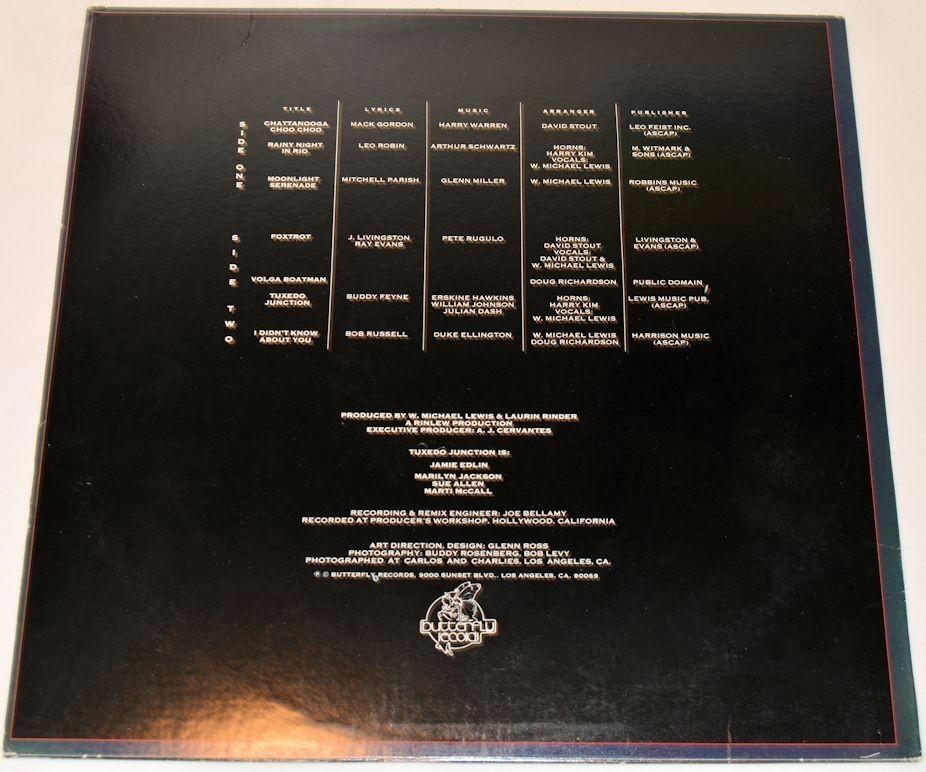 TITLE LYRICS MUSIC ARRANGER PUBLISHER
SIDE ONE
CHATTANOOGA MACK GORDON HARRY WARREN DAVID STOUT LEO FEIST INC.
CHOO CHOO (ASCAP)
RAINY NIGHT LEO ROBIN ARTHUR SCHWARTZ HORNS: M. WITMARK &
IN RIO HARRY KIM SONS (ASCAP)
VOCALS:
W. MICHAEL LEWIS
MOONLIGHT MITCHELL PARISH GLENN MILLER W. MICHAEL LEWIS ROBBINS MUSIC
SERENADE (ASCAP)
SIDE TWO
FOXTROT J. LIVINGSTON PETE RUGULO HORNS: LIVINGSTON &
RAY EVANS DAVID STOUT EVANS (ASCAP)
VOCALS:
DAVID STOUT &
W. MICHAEL LEWIS
VOLGA BOATMAN DOUG RICHARDSON PUBLIC DOMAIN
TUXEDO BUDDY FEYNE ERSKINE HAWKINS HORNS: LEWIS MUSIC PUB.
JUNCTION WILLIAM JOHNSON HARRY KIM (ASCAP)
JULIAN DASH VOCALS:
W. MICHAEL LEWIS
I DIDN'T KNOW BOB RUSSELL DUKE ELLINGTON W. MICHAEL LEWIS HARRISON MUSIC
ABOUT YOU DOUG RICHARDSON (ASCAP)
PRODUCED BY W. MICHAEL LEWIS & LAURIN RINDER
A RINLEW PRODUCTION
EXECUTIVE PRODUCER: A. J. CERVANTES
TUXEDO JUNCTION IS:
JAMIE EDLIN
MARILYN JACKSON
SUE ALLEN
MARTI McCALL
RECORDING & REMIX ENGINEER: JOE BELLAMY
RECORDED AT PRODUCER'S WORKSHOP, HOLLYWOOD, CALIFORNIA
ART DIRECTION, DESIGN: GLENN ROSS
PHOTOGRAPHY: BUDDY ROSENBERG, BOB LEVY
PHOTOGRAPHED AT CARLOS AND CHARLIES, LOS ANGELES, CA.
℗ © BUTTERFLY RECORDS, 9000 SUNSET BLVD., LOS ANGELES, CA. 90069
butterfly
records